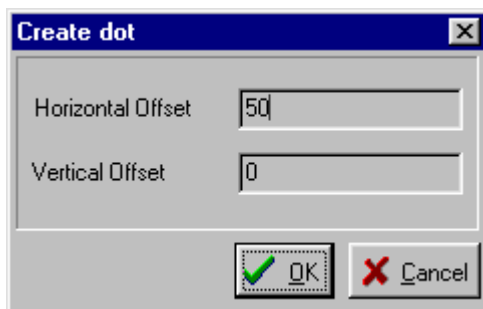 Create dot
Horizontal Offset 50
Vertical Offset 0
OK Cancel